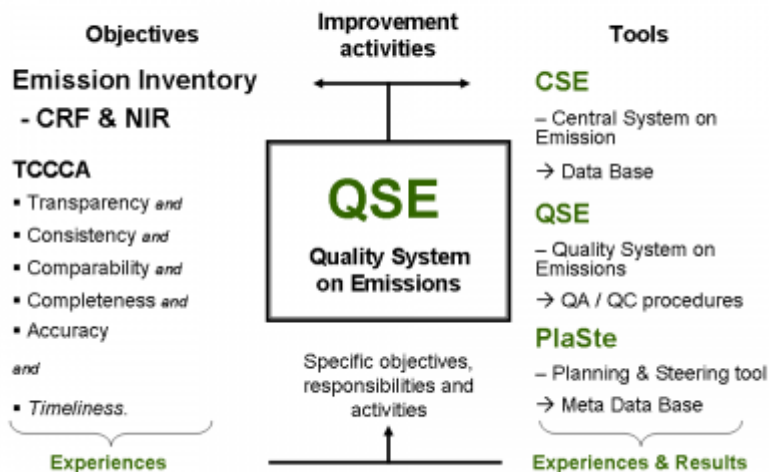 Objectives
Emission Inventory
- CRF & NIR
TCCCA
▪ Transparency and
▪ Consistency and
▪ Comparability and
▪ Completeness and
▪ Accuracy
and
▪ Timeliness.
Experiences
Improvement
activities
QSE
Quality System
on Emissions
Specific objectives,
responsibilities and
activities
Tools
CSE
– Central System on
Emission
→ Data Base
QSE
– Quality System on
Emissions
→ QA / QC procedures
PlaSte
– Planning & Steering tool
→ Meta Data Base
Experiences & Results